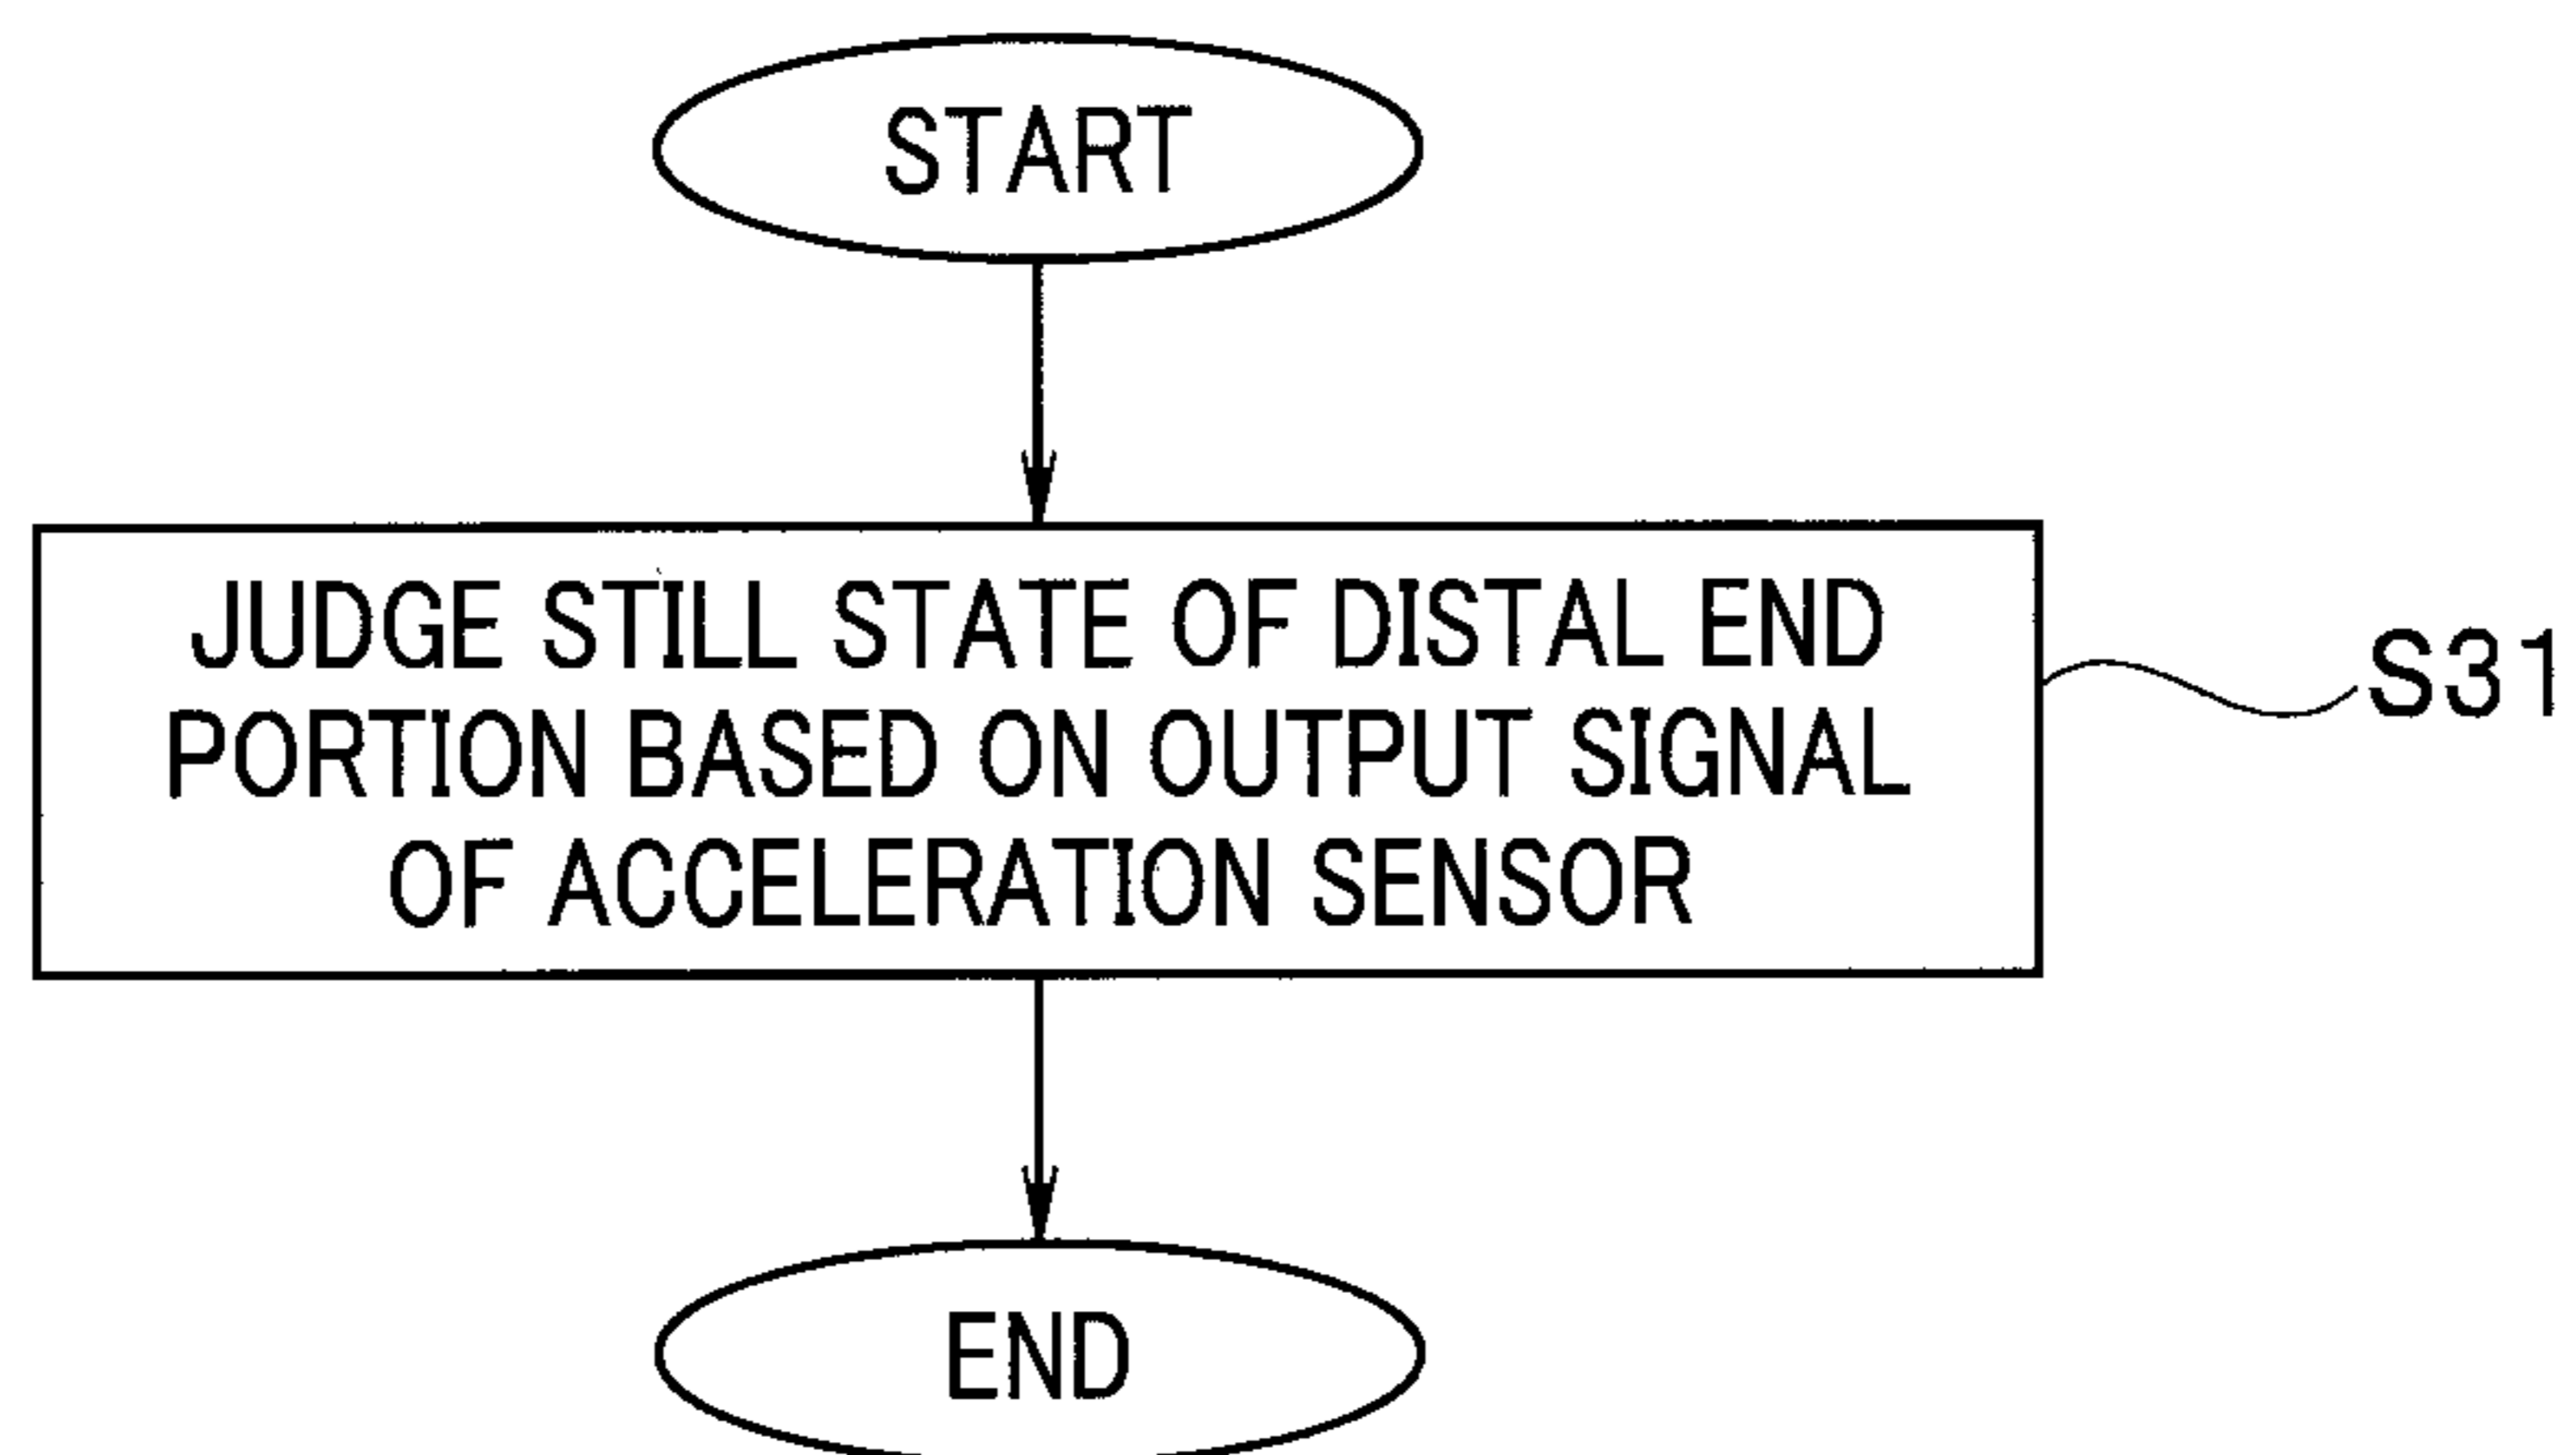 START
JUDGE STILL STATE OF DISTAL END
PORTION BASED ON OUTPUT SIGNAL
OF ACCELERATION SENSOR
S31
END